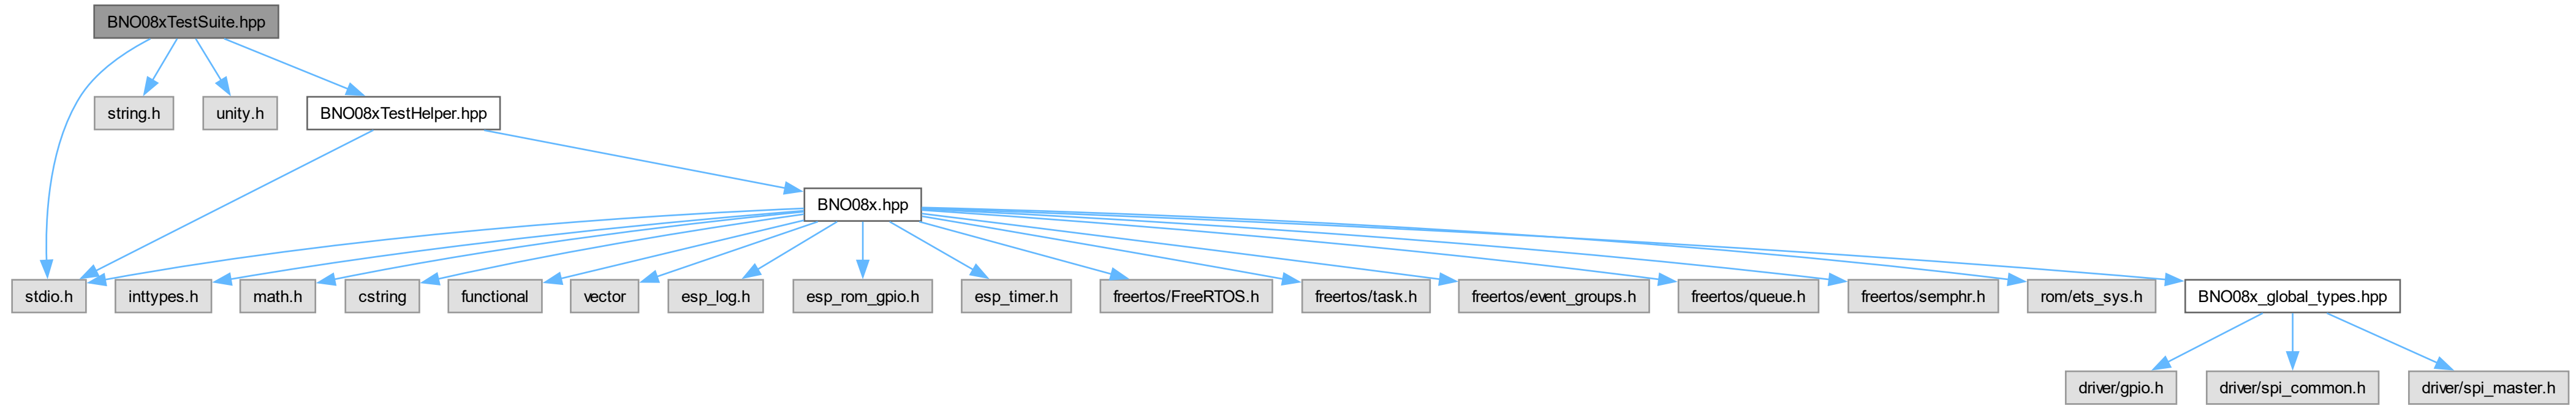 BNO08xTestSuite.hpp
string.h
unity.h
BNO08xTestHelper.hpp
BNO08x.hpp
stdio.h
inttypes.h
math.h
cstring
functional
vector
esp_log.h
esp_rom_gpio.h
esp_timer.h
freertos/FreeRTOS.h
freertos/task.h
freertos/event_groups.h
freertos/queue.h
freertos/semphr.h
rom/ets_sys.h
BNO08x_global_types.hpp
driver/gpio.h
driver/spi_common.h
driver/spi_master.h